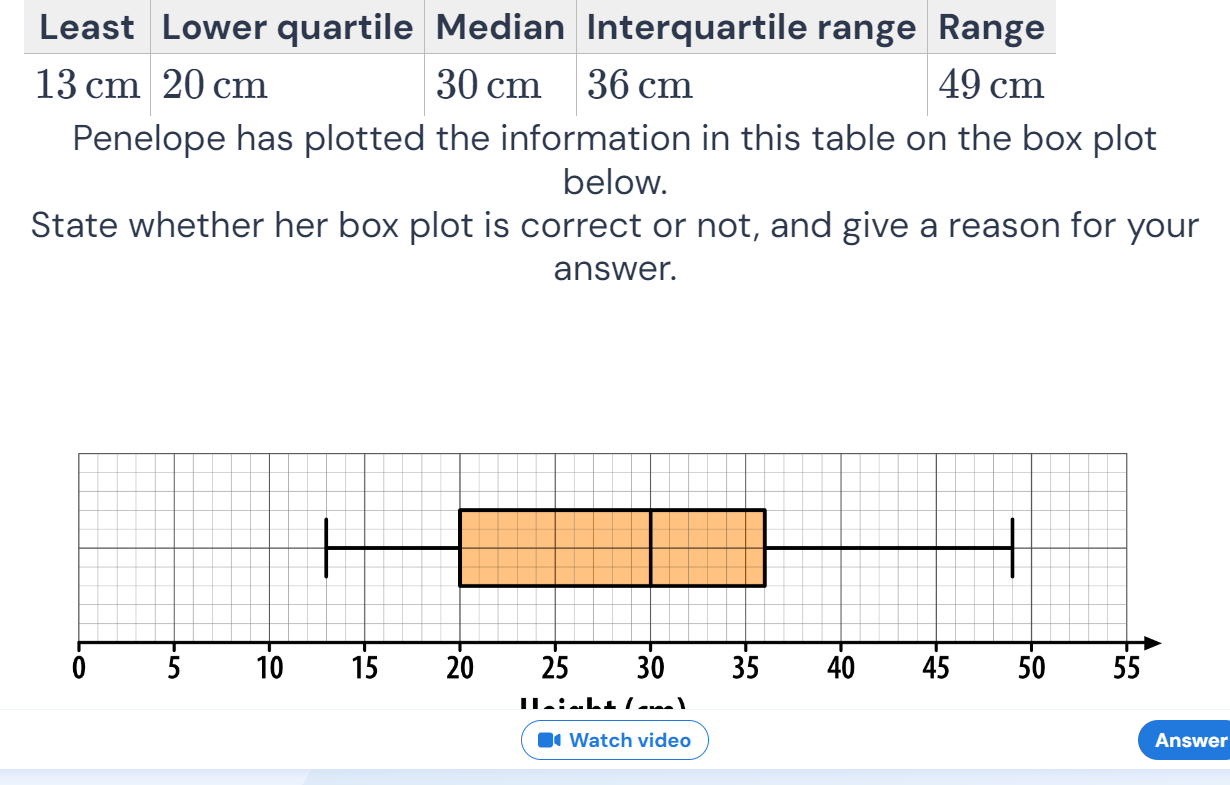 Least Lower quartile Median Interquartile range Range
13 cm 20 cm 30 cm 36 cm 49 cm
Penelope has plotted the information in this table on the box plot
below.
State whether her box plot is correct or not, and give a reason for your
answer.
0 5 10 15 20 25 30 35 40 45 50 55
Height (cm)
Watch video
Answer